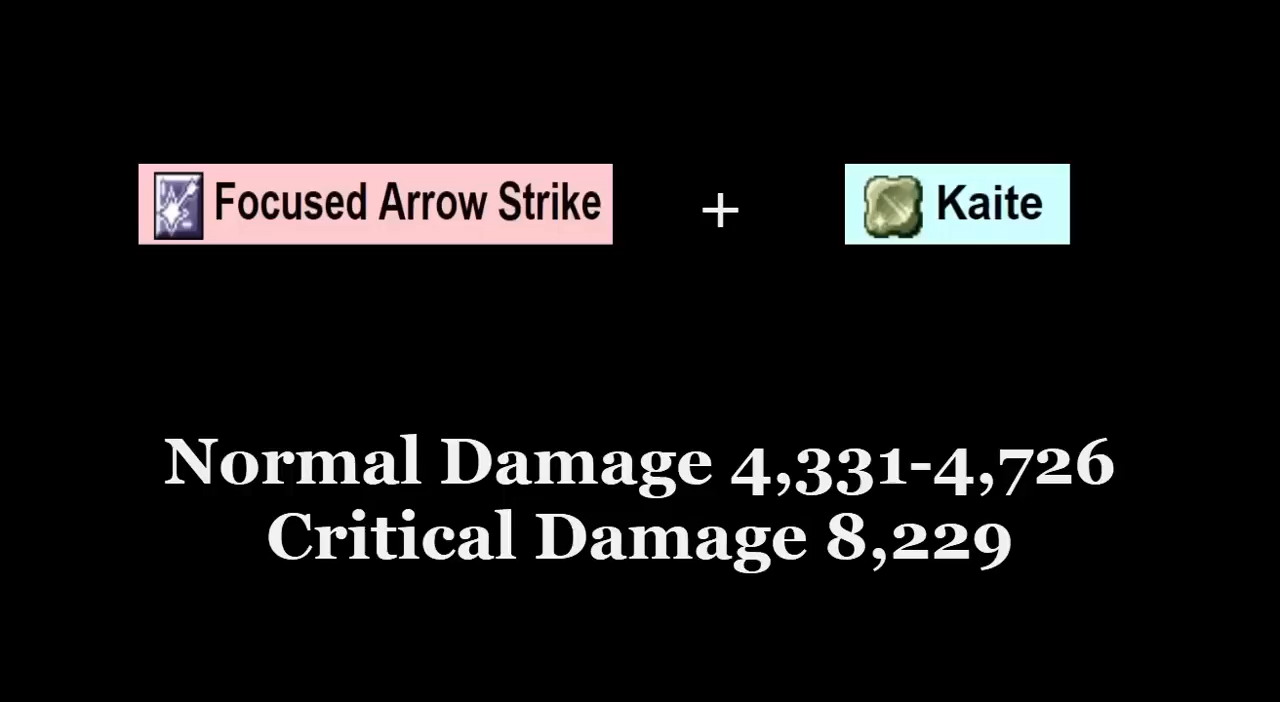 Focused Arrow Strike + Kaite
Normal Damage 4,331-4,726
Critical Damage 8,229